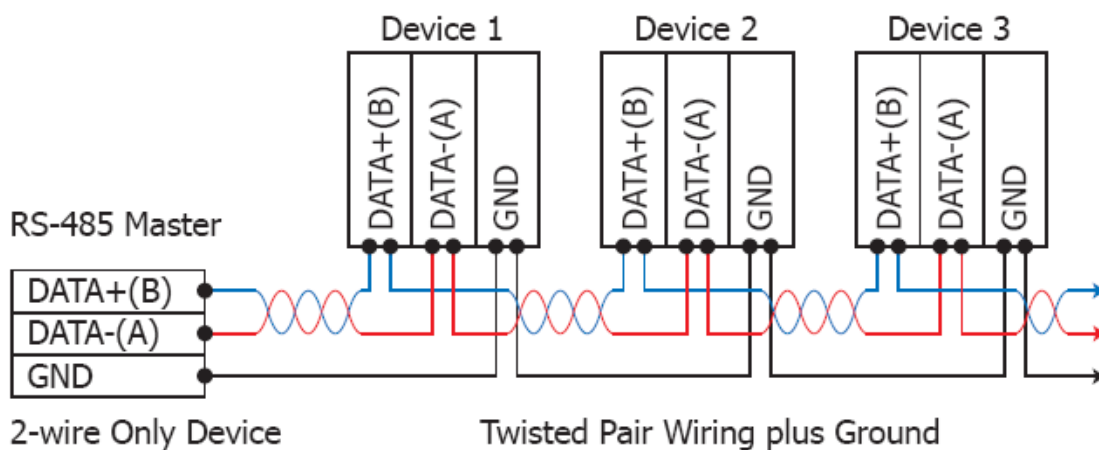 Device 1
Device 2
Device 3
DATA+(B)
DATA-(A)
GND
DATA+(B)
DATA-(A)
GND
DATA+(B)
DATA-(A)
GND
RS-485 Master
DATA+(B)
DATA-(A)
GND
2-wire Only Device
Twisted Pair Wiring plus Ground